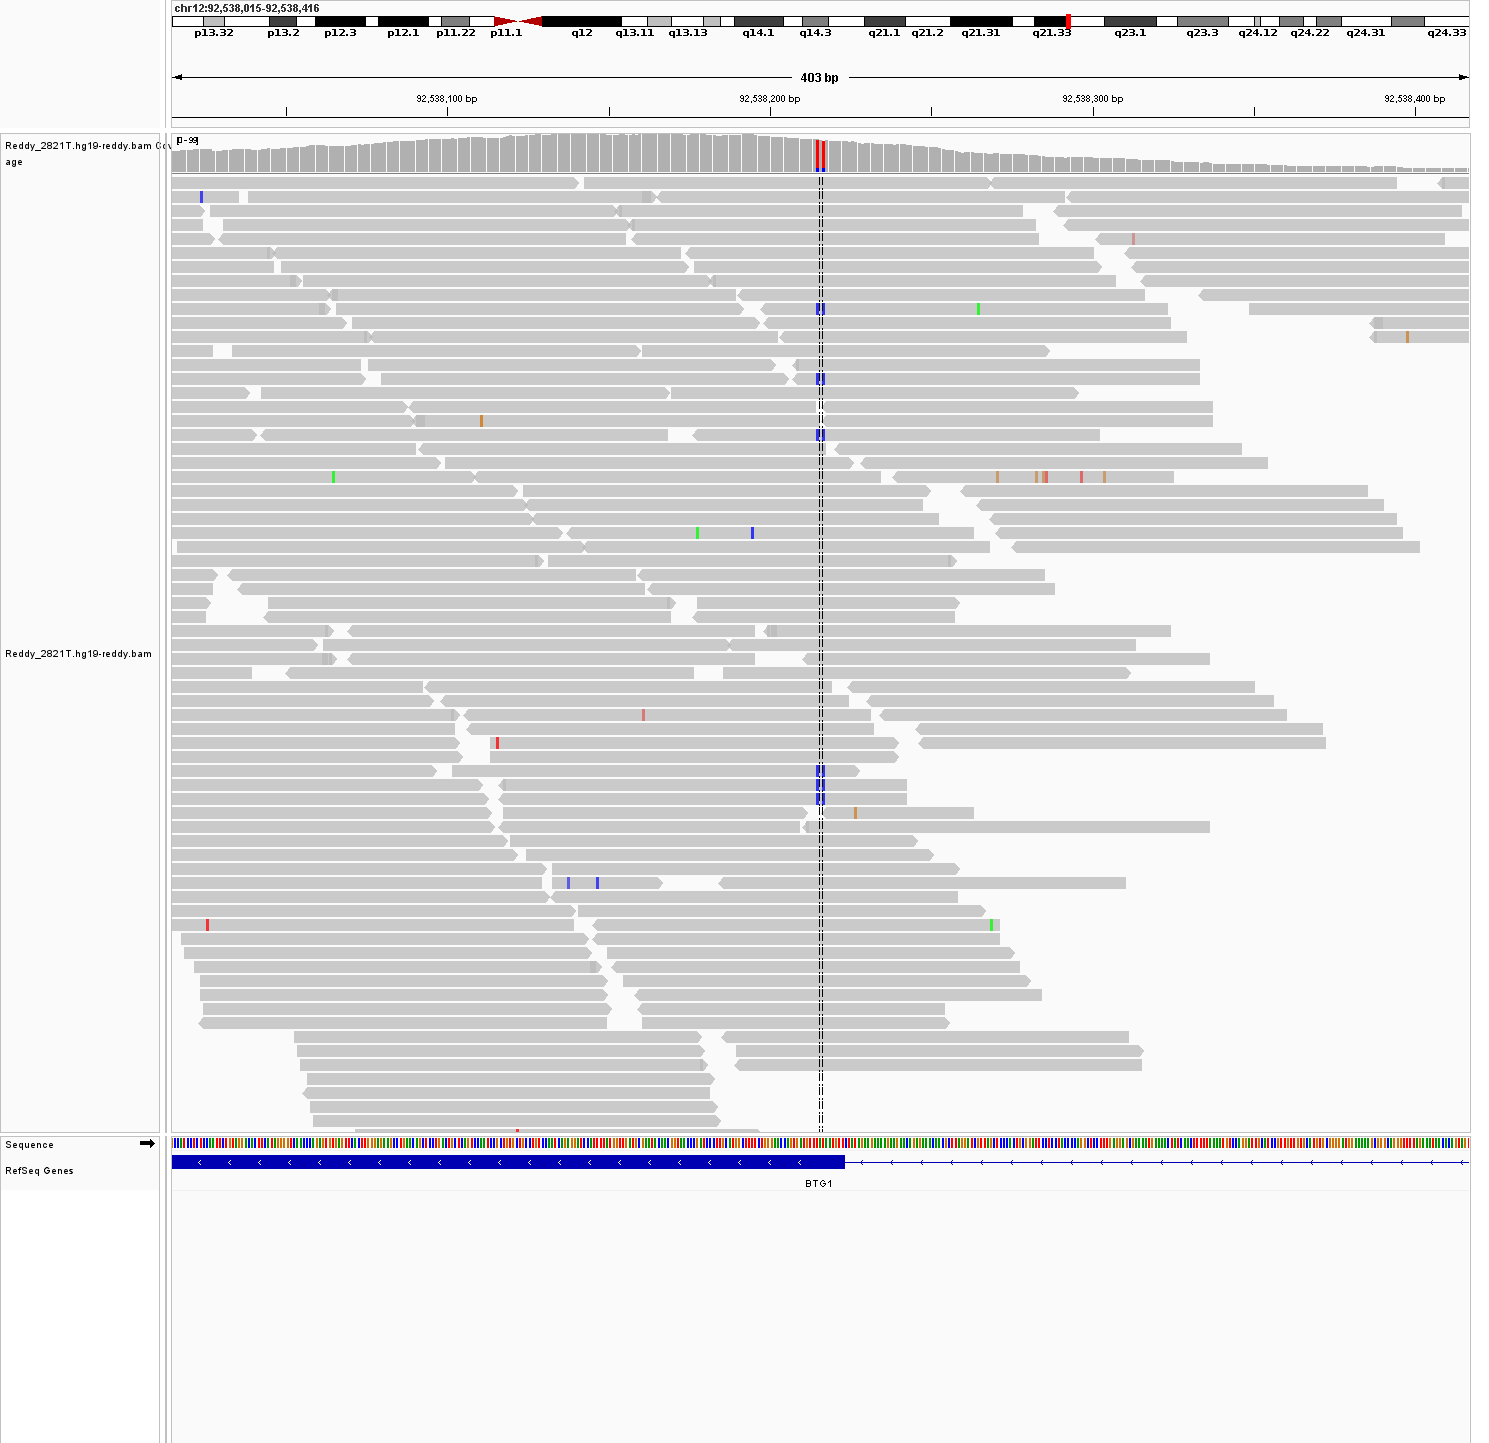 chr12:92,538,015-92,538,416
p13.32 p13.2 p12.3 p12.1 p11.22 p11.1 q12 q13.11 q13.13 q14.1 q14.3 q21.1 q21.2 q21.31 q21.33 q23.1 q23.3 q24.12 q24.22 q24.31 q24.33
403 bp
92,538,100 bp 92,538,200 bp 92,538,300 bp 92,538,400 bp
Reddy_2821T.hg19-reddy.bam Cov
age
[0 - 99]
Reddy_2821T.hg19-reddy.bam
Sequence
RefSeq Genes
BTG1